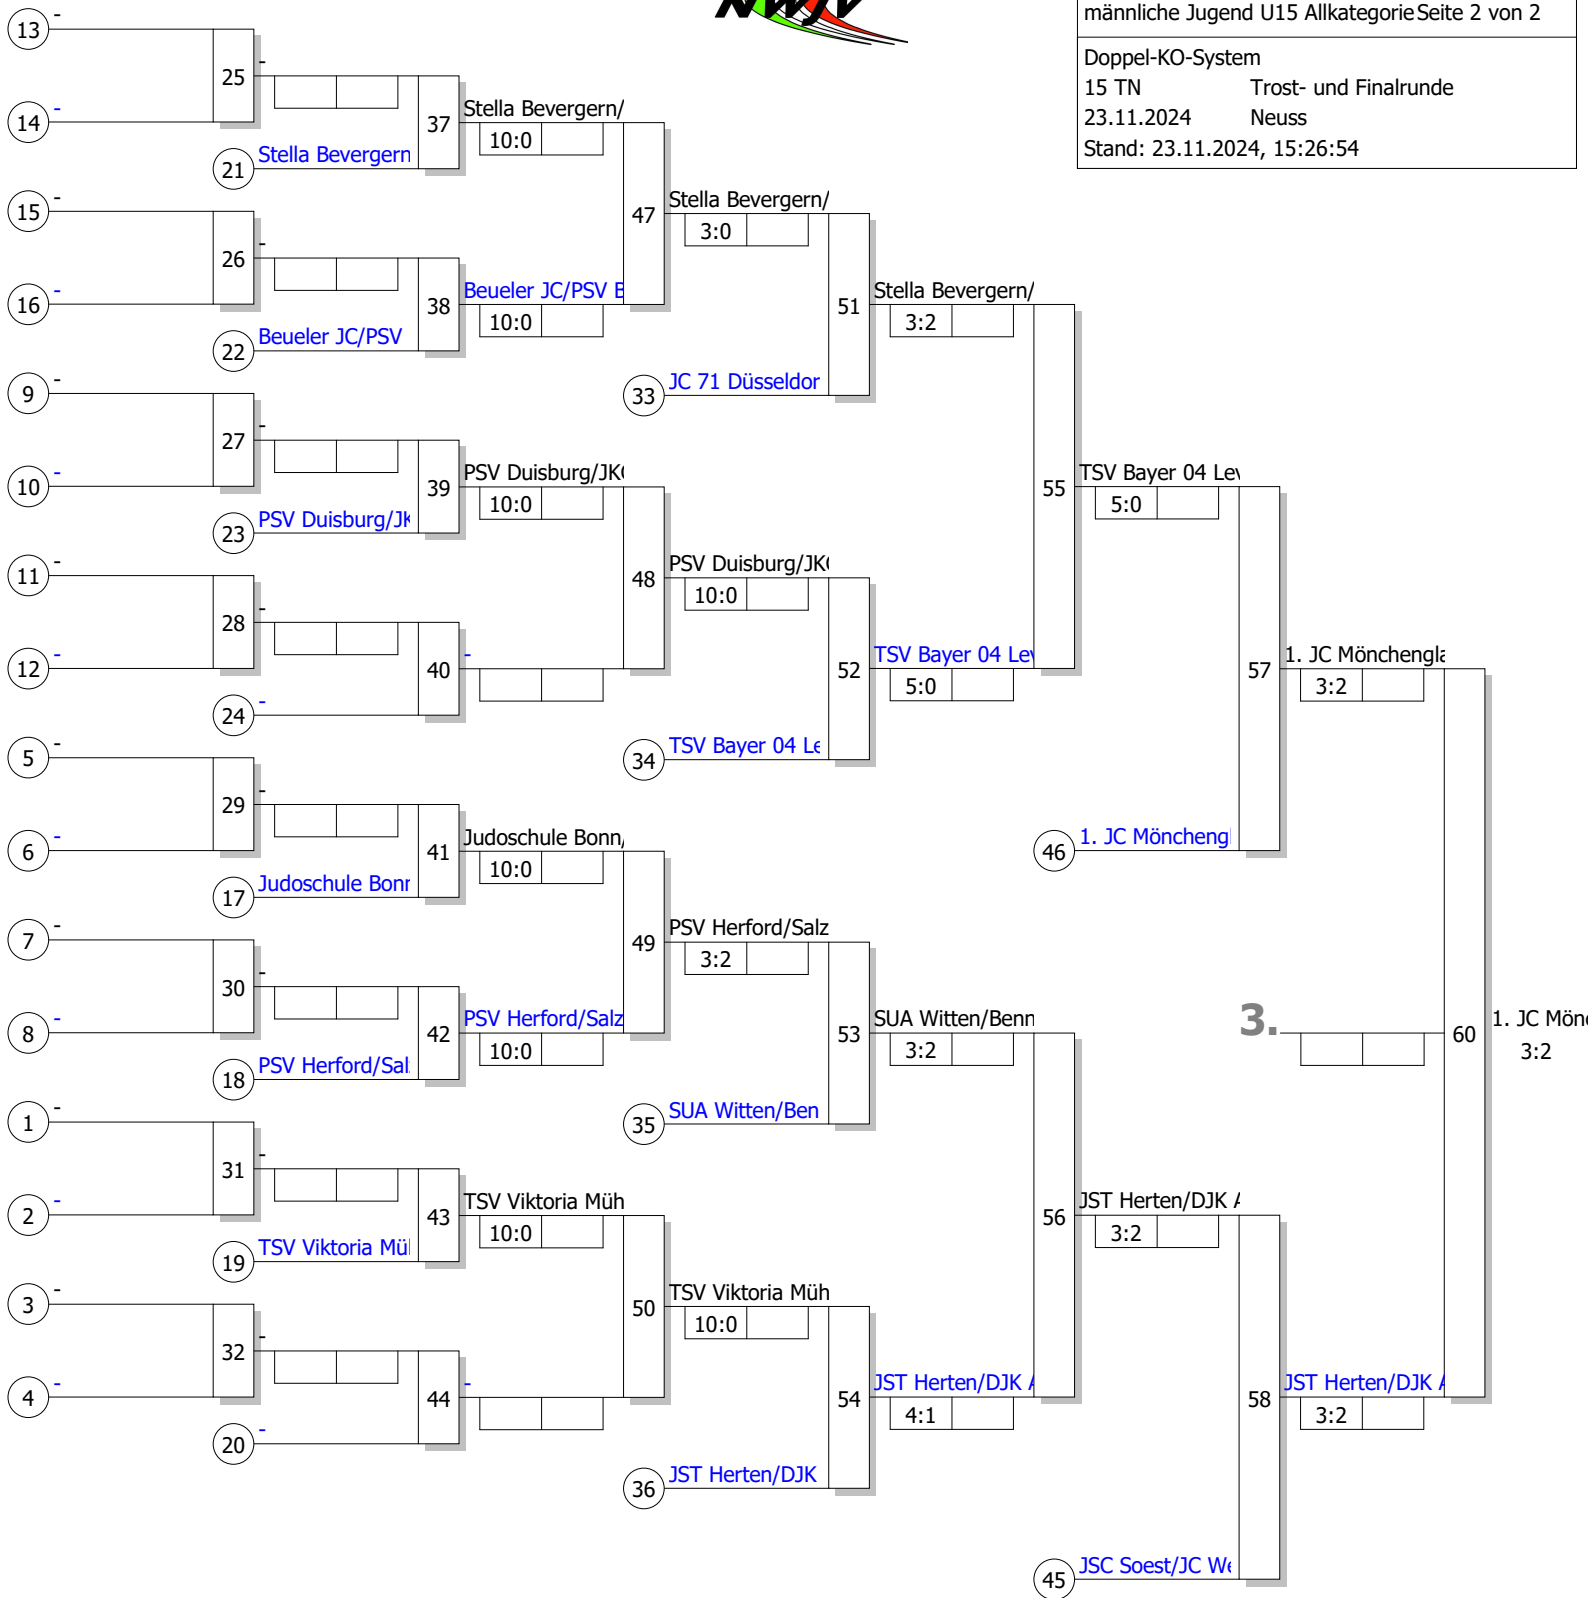 NWJV
männliche Jugend U15 Allkategorie Seite 2 von 2
Doppel-KO-System
15 TN Trost- und Finalrunde
23.11.2024 Neuss
Stand: 23.11.2024, 15:26:54
13 -
25 -
14 -
37 Stella Bevergern/
10:0
21 Stella Bevergern
47 Stella Bevergern/
3:0
15 -
26 -
16 -
38 Beueler JC/PSV B
10:0
22 Beueler JC/PSV
51 Stella Bevergern/
3:2
33 JC 71 Düsseldor
9 -
27 -
10 -
39 PSV Duisburg/JK
10:0
23 PSV Duisburg/JK
55 TSV Bayer 04 Lev
5:0
48 PSV Duisburg/JK
10:0
11 -
28 -
12 -
40 -
24 -
52 TSV Bayer 04 Lev
5:0
34 TSV Bayer 04 Le
57 1. JC Mönchengla
3:2
5 -
29 -
6 -
41 Judoschule Bonn/
10:0
17 Judoschule Bonn
46 1. JC Möncheng
49 PSV Herford/Salz
3:2
7 -
30 -
8 -
42 PSV Herford/Salz
10:0
18 PSV Herford/Sal
53 SUA Witten/Benn
3:2
3.
60 1. JC Mön
3:2
35 SUA Witten/Ben
1 -
31 -
2 -
43 TSV Viktoria Müh
10:0
19 TSV Viktoria Mü
56 JST Herten/DJK A
3:2
50 TSV Viktoria Müh
10:0
3 -
32 -
4 -
44 -
20 -
54 JST Herten/DJK A
4:1
58 JST Herten/DJK A
3:2
36 JST Herten/DJK
45 JSC Soest/JC We